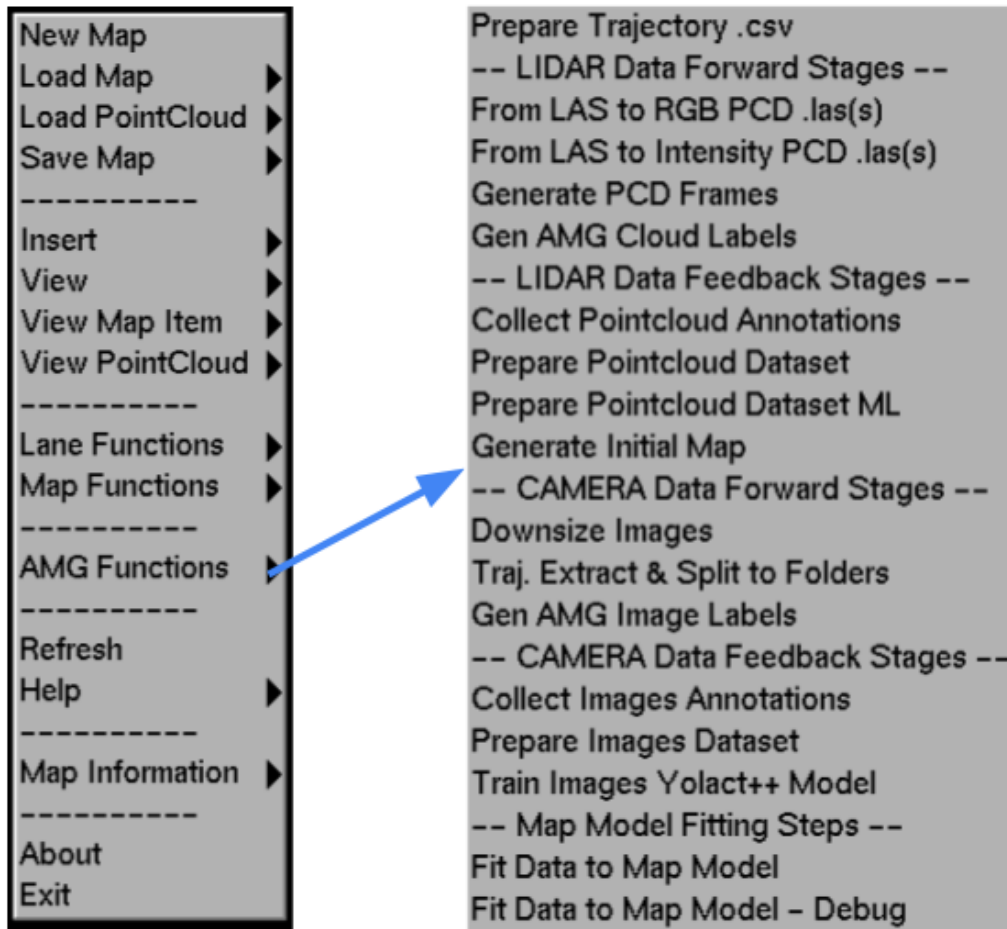 New Map
Load Map
Load PointCloud
Save Map
----------
Insert
View
View Map Item
View PointCloud
----------
Lane Functions
Map Functions
----------
AMG Functions
----------
Refresh
Help
----------
Map Information
----------
About
Exit
Prepare Trajectory .csv
-- LIDAR Data Forward Stages --
From LAS to RGB PCD .las(s)
From LAS to Intensity PCD .las(s)
Generate PCD Frames
Gen AMG Cloud Labels
-- LIDAR Data Feedback Stages --
Collect Pointcloud Annotations
Prepare Pointcloud Dataset
Prepare Pointcloud Dataset ML
Generate Initial Map
-- CAMERA Data Forward Stages --
Downsize Images
Traj. Extract & Split to Folders
Gen AMG Image Labels
-- CAMERA Data Feedback Stages --
Collect Images Annotations
Prepare Images Dataset
Train Images Yolact++ Model
-- Map Model Fitting Steps --
Fit Data to Map Model
Fit Data to Map Model - Debug